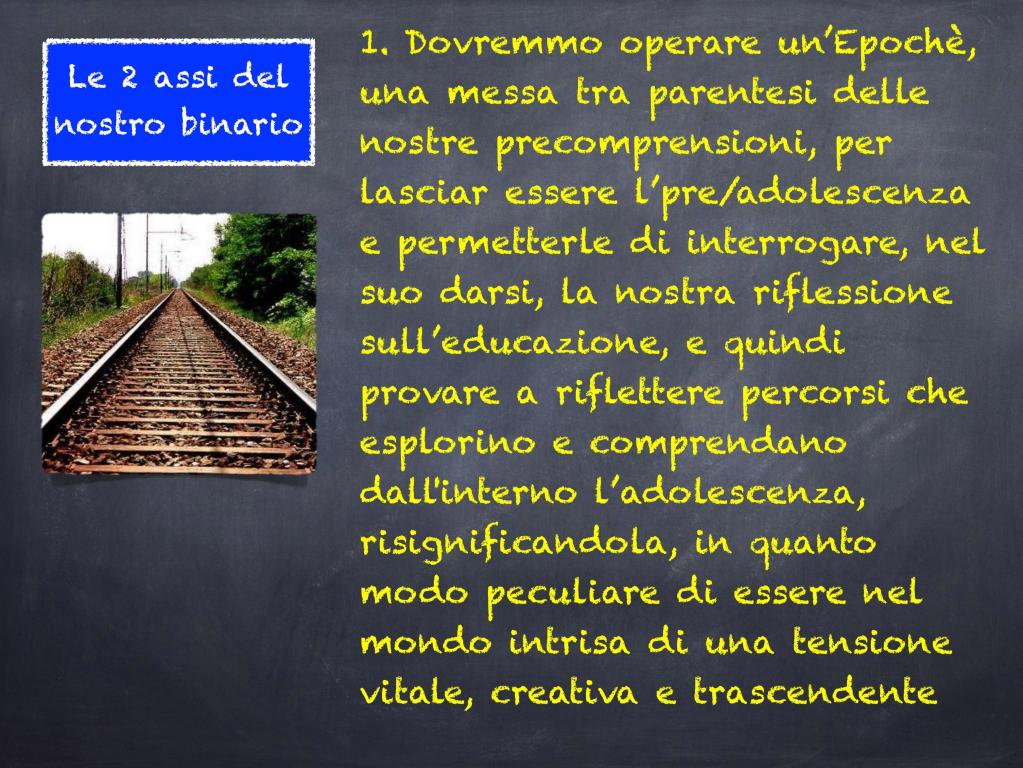 Le 2 assi del
nostro binario
1. Dovremmo operare un’Epochè,
una messa tra parentesi delle
nostre precomprensioni, per
lasciar essere l’pre/adolescenza
e permetterle di interrogare, nel
suo darsi, la nostra riflessione
sull’educazione, e quindi
provare a riflettere percorsi che
esplorino e comprendano
dall'interno l’adolescenza,
risignificandola, in quanto
modo peculiare di essere nel
mondo intrisa di una tensione
vitale, creativa e trascendente